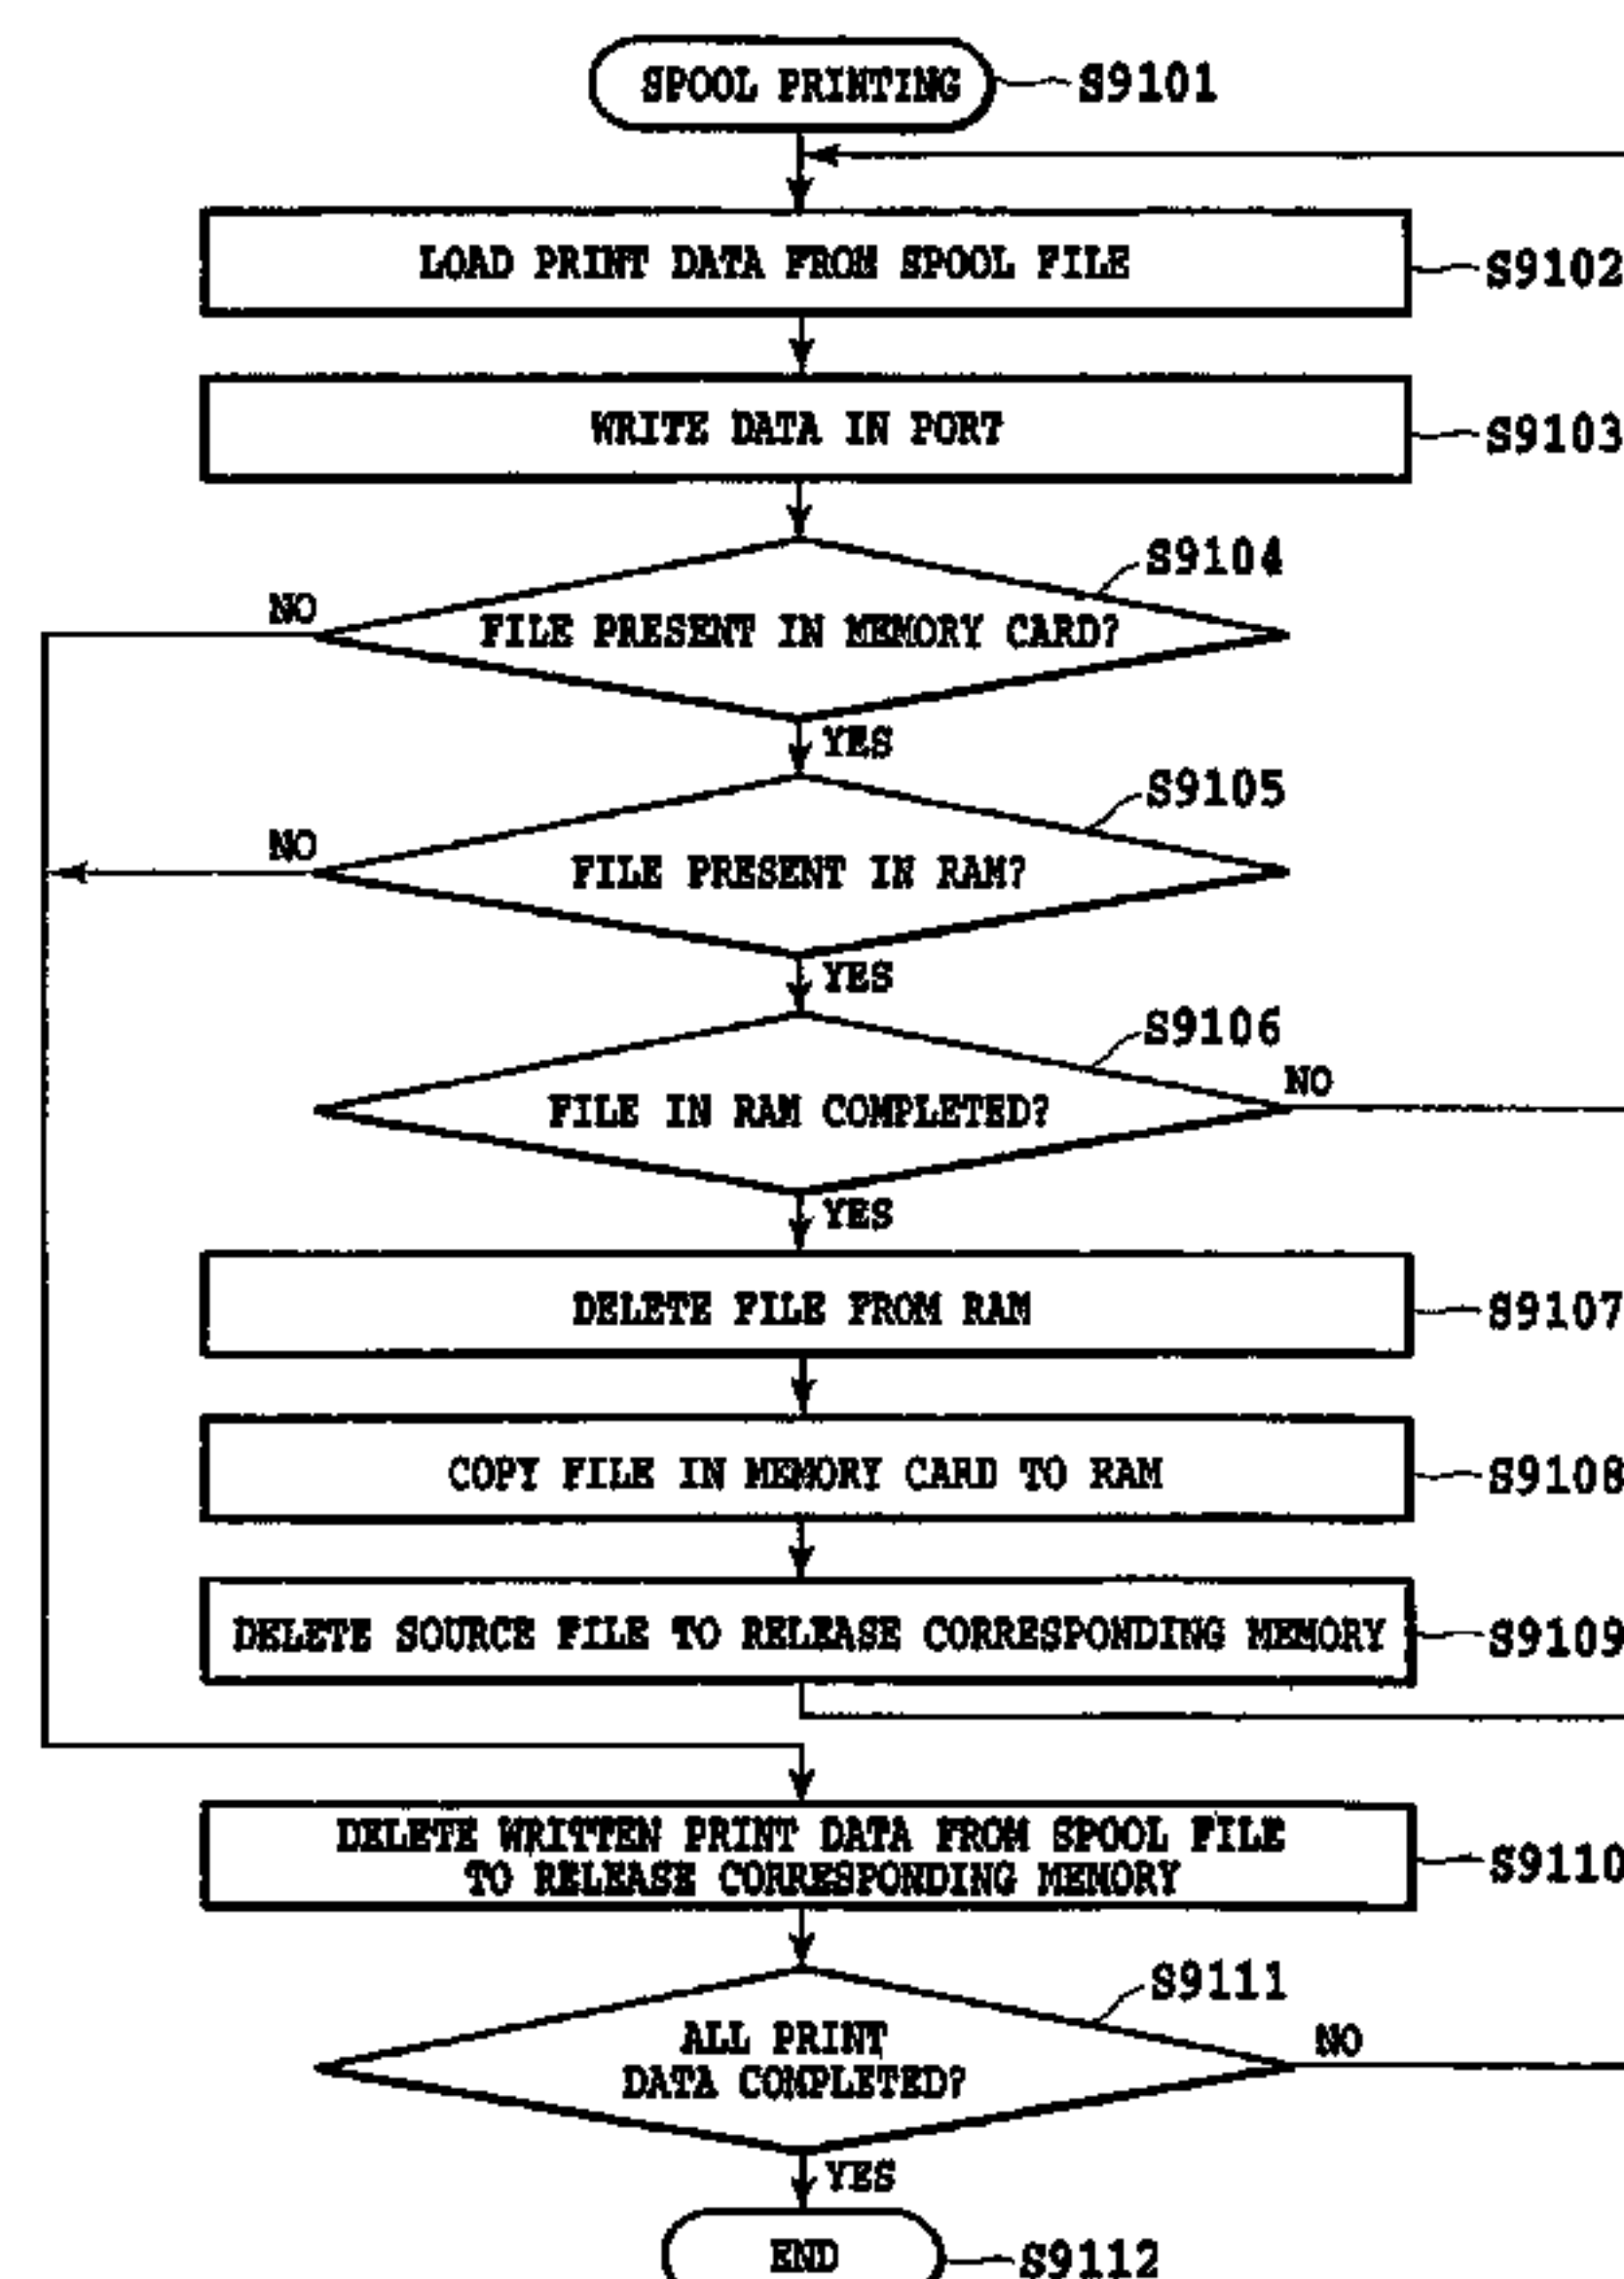 SPOOL PRINTING S9101
LOAD PRINT DATA FROM SPOOL FILE S9102
WRITE DATA IN PORT S9103
S9104
NO
FILE PRESENT IN MEMORY CARD?
YES
S9105
NO
FILE PRESENT IN RAM?
YES
S9106
NO
FILE IN RAM COMPLETED?
YES
DELETE FILE FROM RAM S9107
COPY FILE IN MEMORY CARD TO RAM S9108
DELETE SOURCE FILE TO RELEASE CORRESPONDING MEMORY S9109
DELETE WRITTEN PRINT DATA FROM SPOOL FILE
TO RELEASE CORRESPONDING MEMORY S9110
S9111
NO
ALL PRINT
DATA COMPLETED?
YES
END S9112